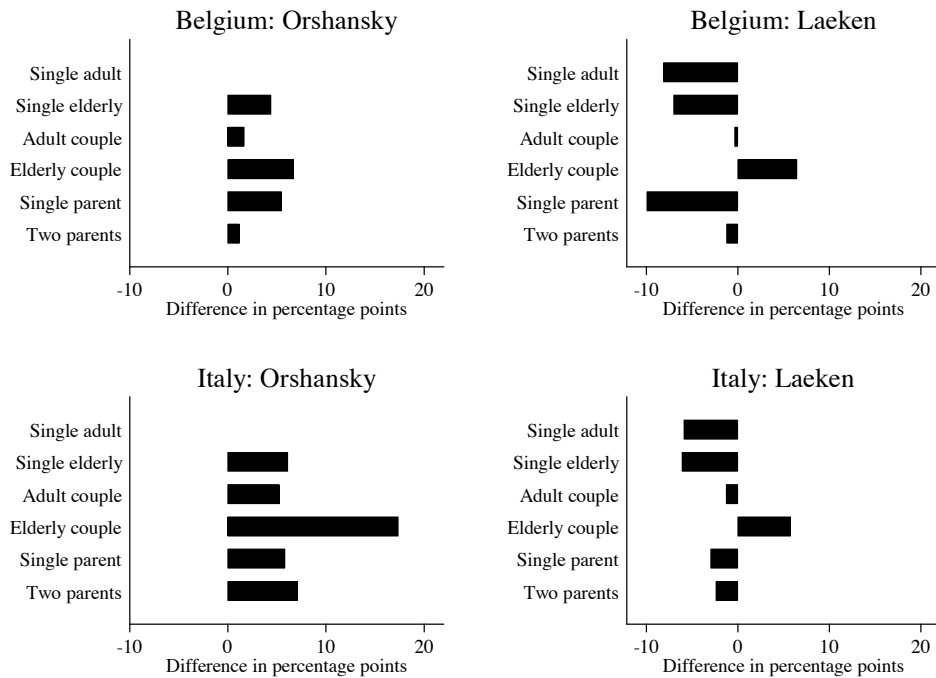 Belgium: Orshansky
Single adult
Single elderly
Adult couple
Elderly couple
Single parent
Two parents
-10 0 10 20
Difference in percentage points
Belgium: Laeken
Single adult
Single elderly
Adult couple
Elderly couple
Single parent
Two parents
-10 0 10 20
Difference in percentage points
Italy: Orshansky
Single adult
Single elderly
Adult couple
Elderly couple
Single parent
Two parents
-10 0 10 20
Difference in percentage points
Italy: Laeken
Single adult
Single elderly
Adult couple
Elderly couple
Single parent
Two parents
-10 0 10 20
Difference in percentage points